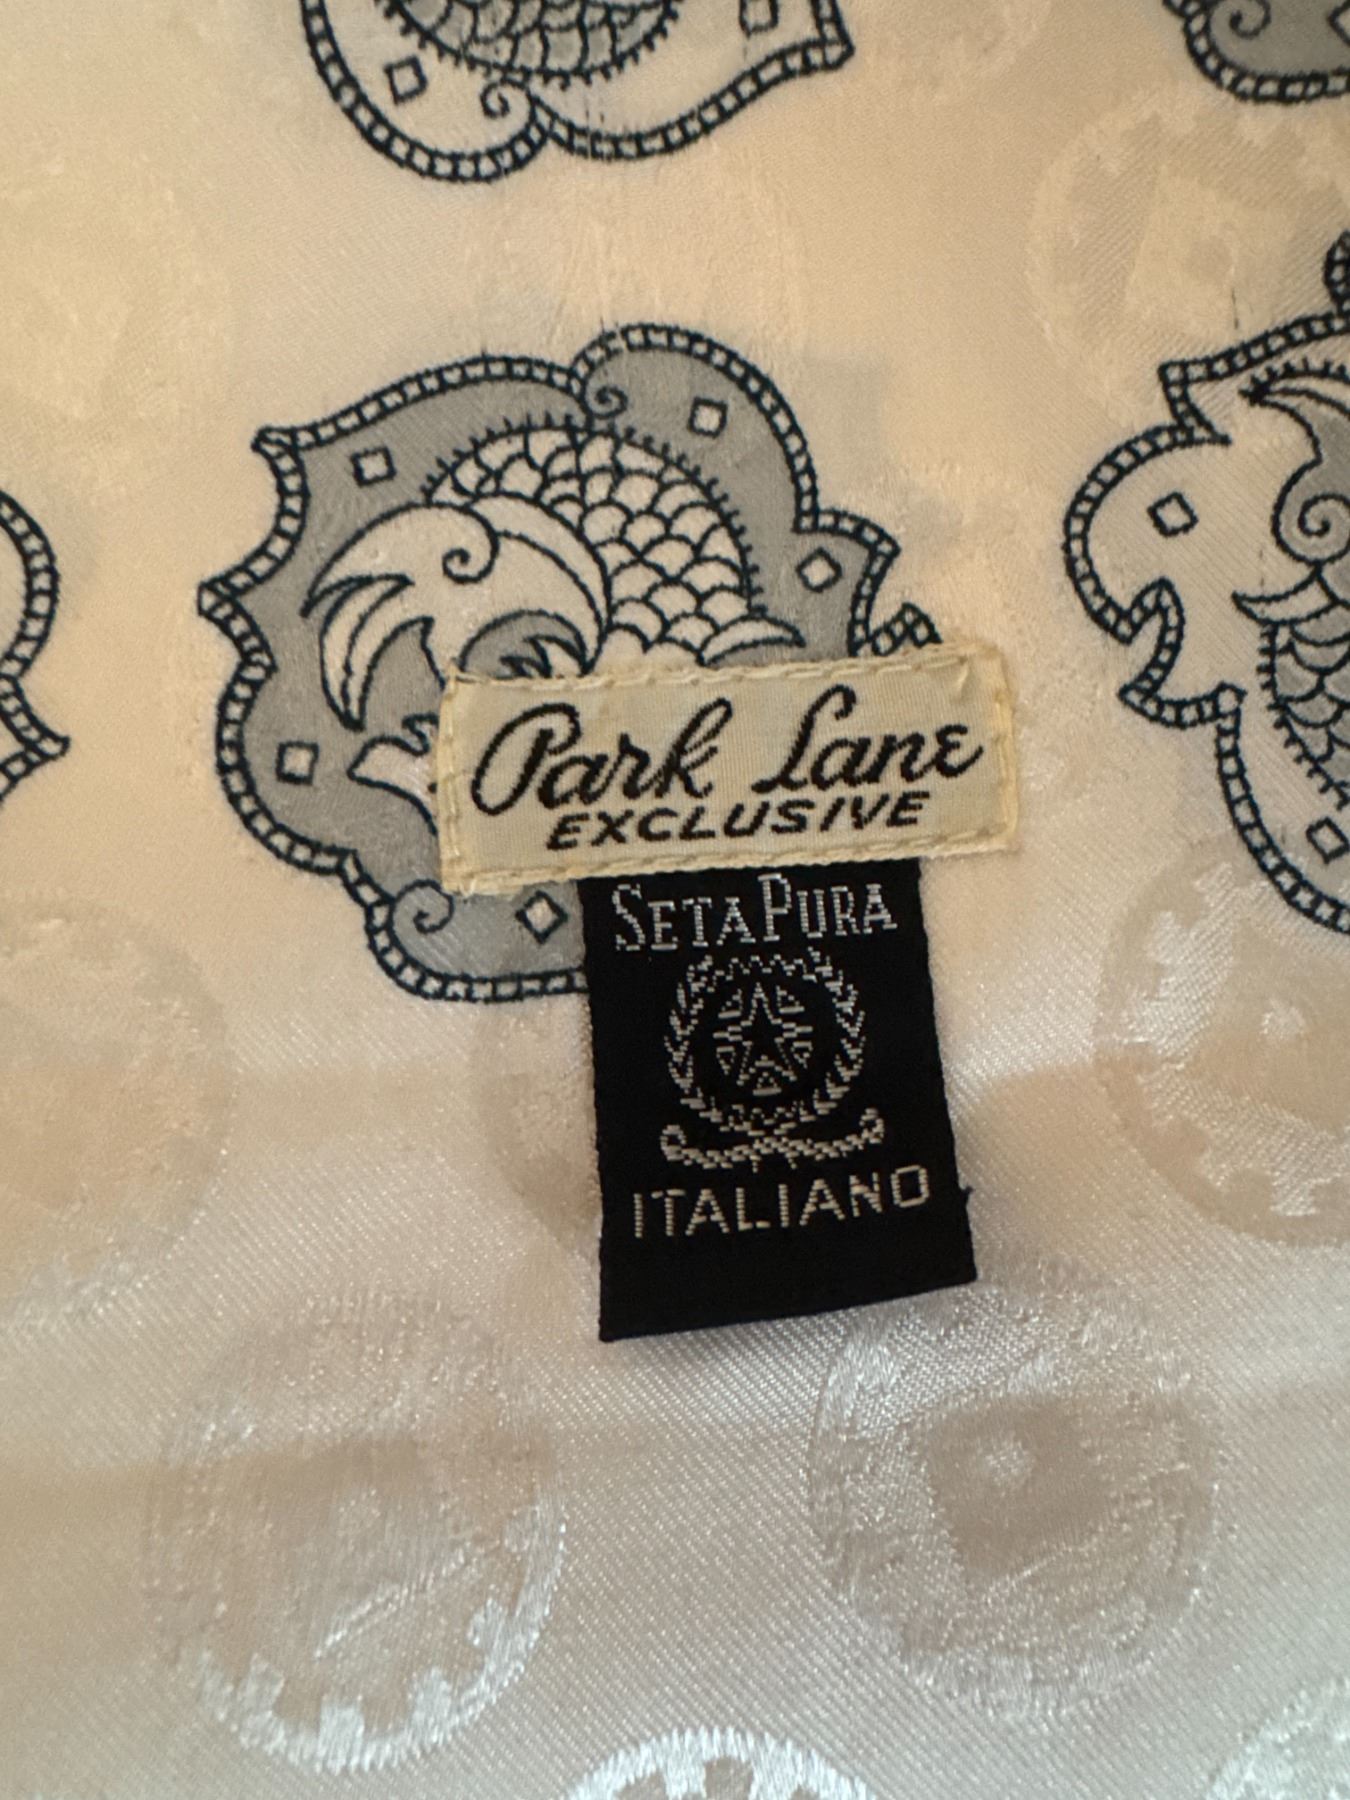 Park Lane
EXCLUSIVE
SETA PURA
ITALIANO